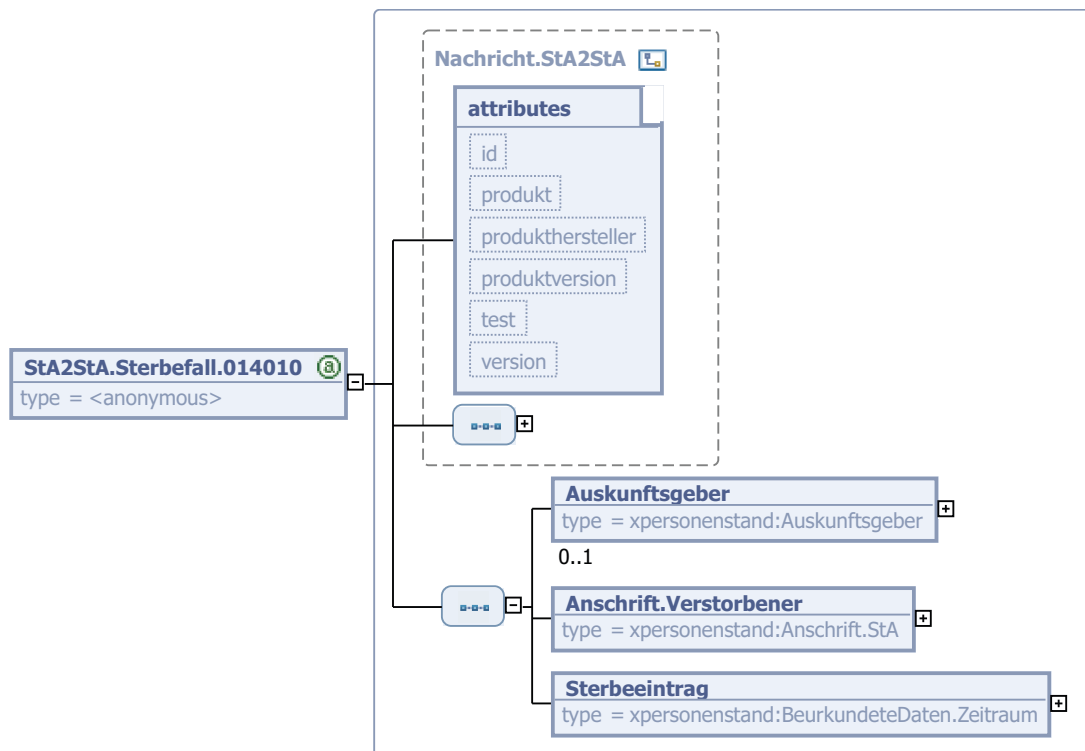 Nachricht.StA2StA
attributes
id
produkt
produkthersteller
produktversion
test
version
StA2StA.Sterbefall.014010 a
type = <anonymous>
Auskunftsgeber
type = xpersonenstand:Auskunftsgeber
0..1
Anschrift.Verstorbener
type = xpersonenstand:Anschrift.StA
Sterbeeintrag
type = xpersonenstand:BeurkundeteDaten.Zeitraum